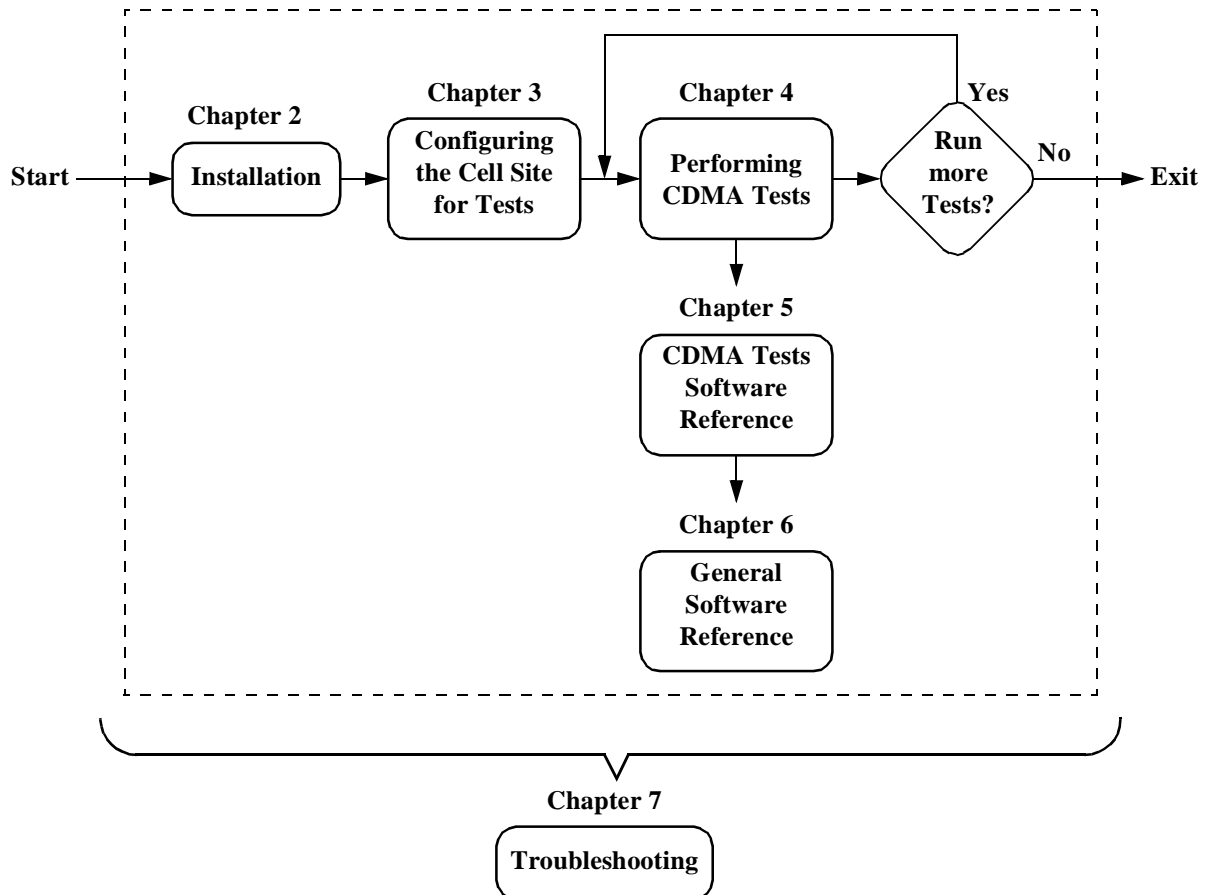 Chapter 2
Chapter 3
Chapter 4
Yes
Start
Installation
Configuring
the Cell Site
for Tests
Performing
CDMA Tests
Run
more
Tests?
No
Exit
Chapter 5
CDMA Tests
Software
Reference
Chapter 6
General
Software
Reference
Chapter 7
Troubleshooting